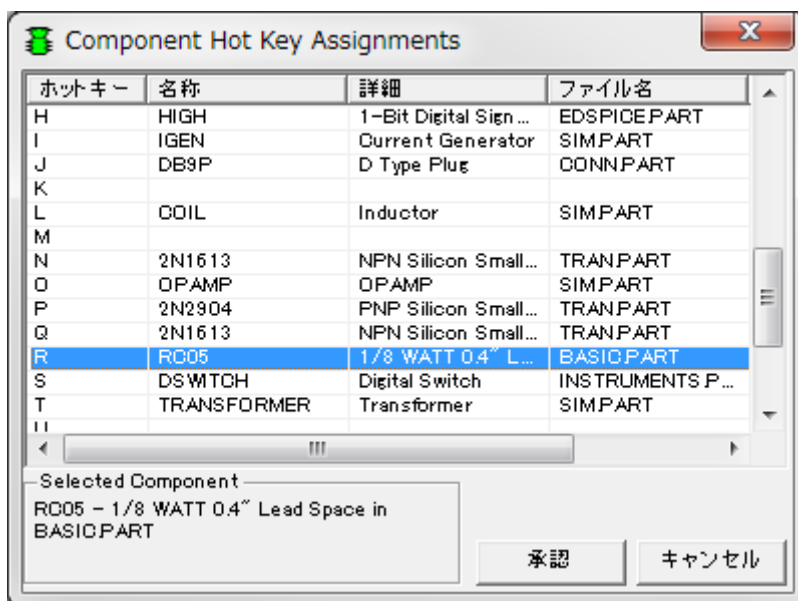 Component Hot Key Assignments
ホットキー 名称 詳細 ファイル名
H HIGH 1-Bit Digital Sign... EDSPICE.PART
I IGEN Current Generator SIM.PART
J DB9P D Type Plug CONN.PART
K
L COIL Inductor SIM.PART
M
N 2N1613 NPN Silicon Small... TRAN.PART
O OPAMP OPAMP SIM.PART
P 2N2904 PNP Silicon Small... TRAN.PART
Q 2N1613 NPN Silicon Small... TRAN.PART
R RC05 1/8 WATT 0.4" L... BASIC.PART
S DSWITCH Digital Switch INSTRUMENTS.P...
T TRANSFORMER Transformer SIM.PART
Selected Component
RC05 - 1/8 WATT 0.4" Lead Space in
BASIC.PART
承認 キャンセル